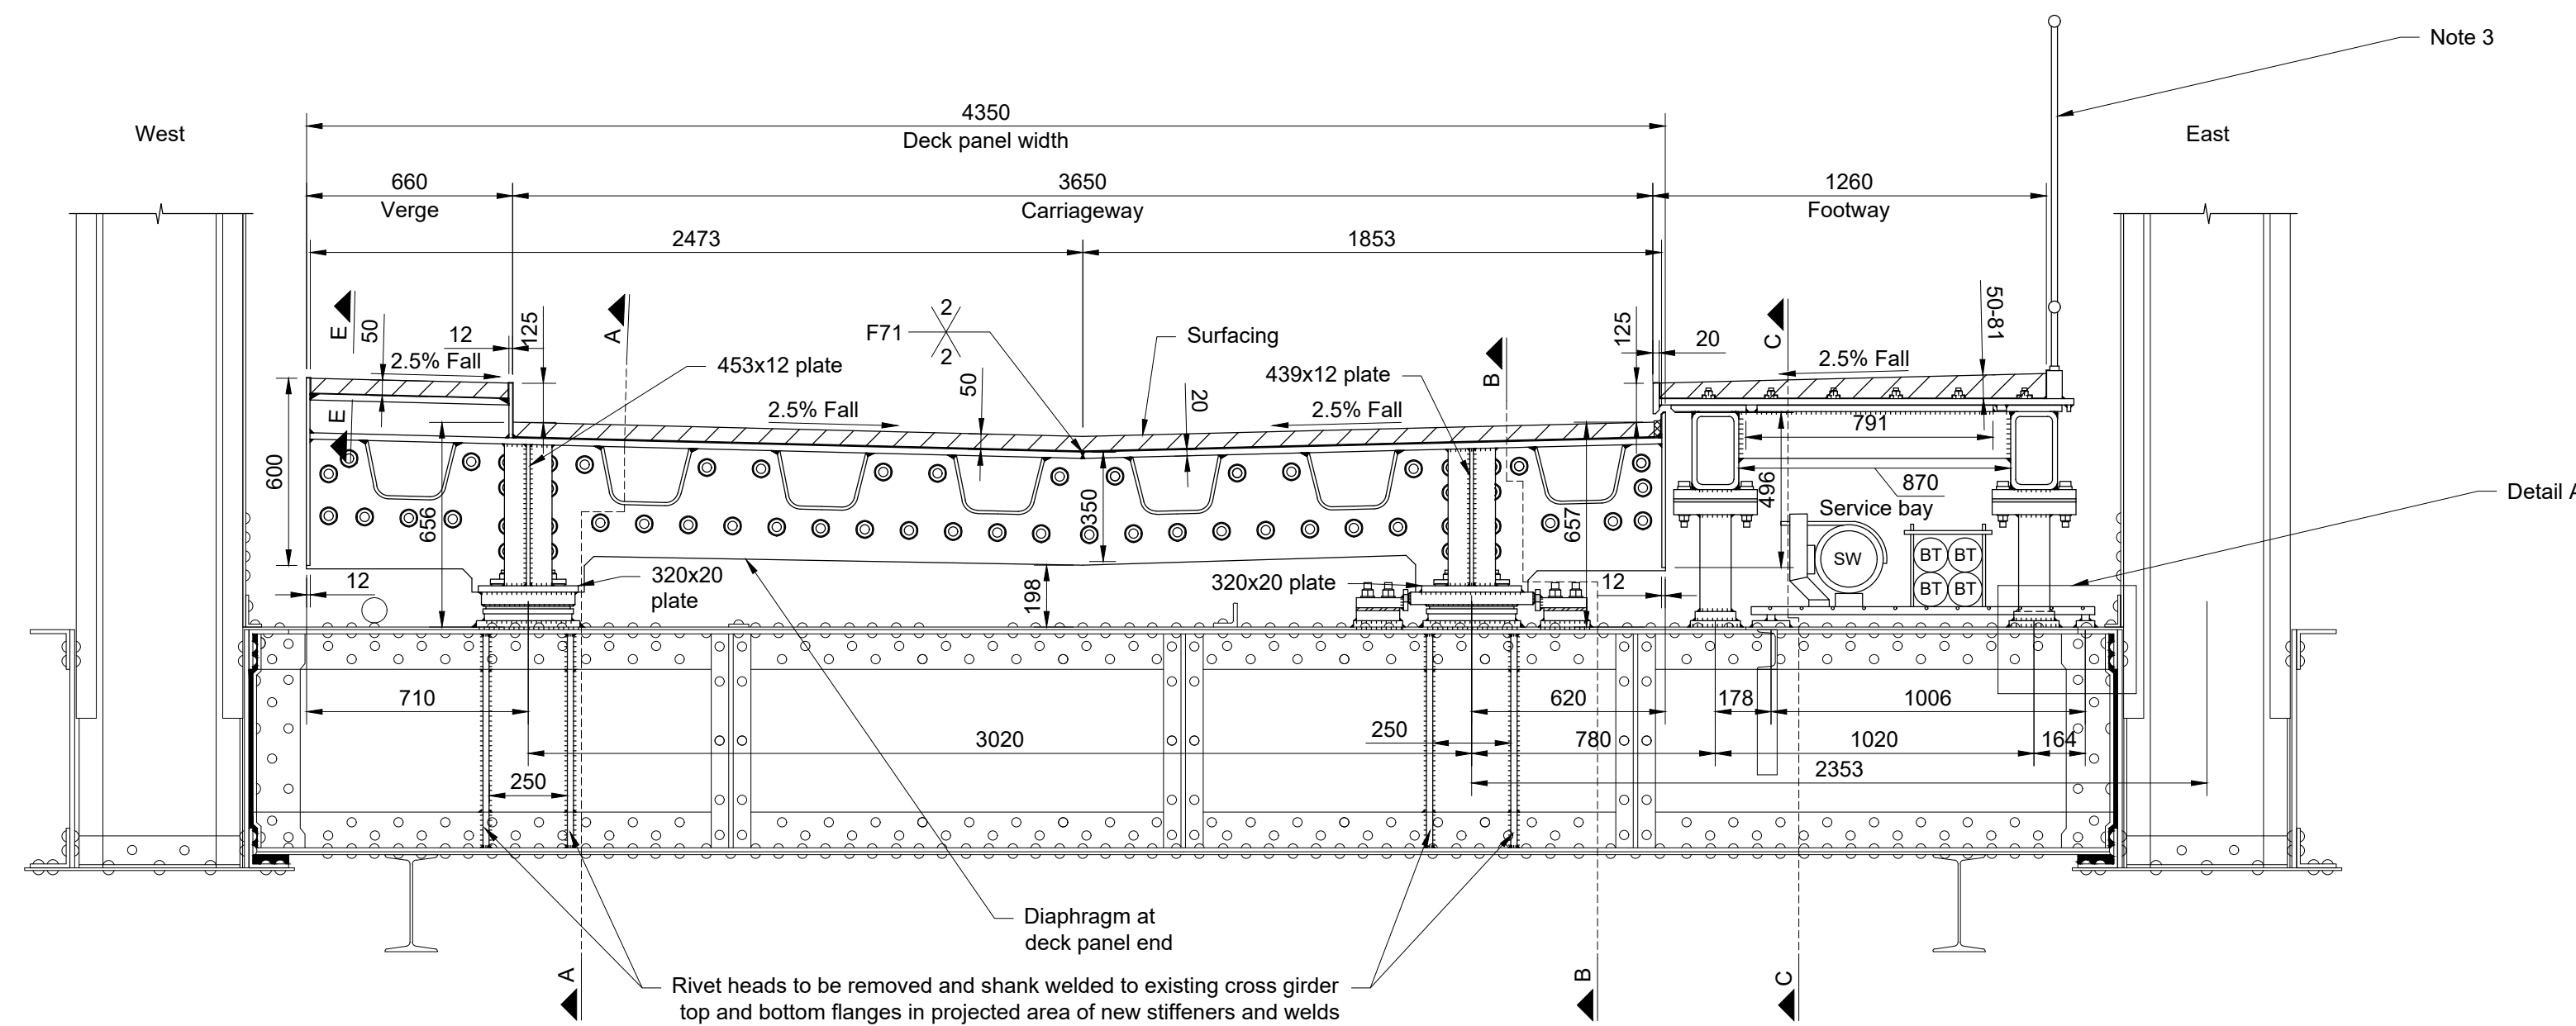 Note 3
4350
Deck panel width
West
East
660
3650
1260
Verge
Carriageway
Footway
2473
1853
E
50
12
125
A
2
F71
2
Surfacing
2.5% Fall
453x12 plate
50
20
439x12 plate
B
125
20
C
50-81
2.5% Fall
2.5% Fall
2.5% Fall
E
791
600
656
350
657
496
870
Service bay
Detail A
SW
BT
BT
BT
BT
12
320x20
plate
198
320x20 plate
12
710
620
178
1006
250
3020
250
780
1020
164
2353
Diaphragm at
deck panel end
A
B
C
Rivet heads to be removed and shank welded to existing cross girder
top and bottom flanges in projected area of new stiffeners and welds